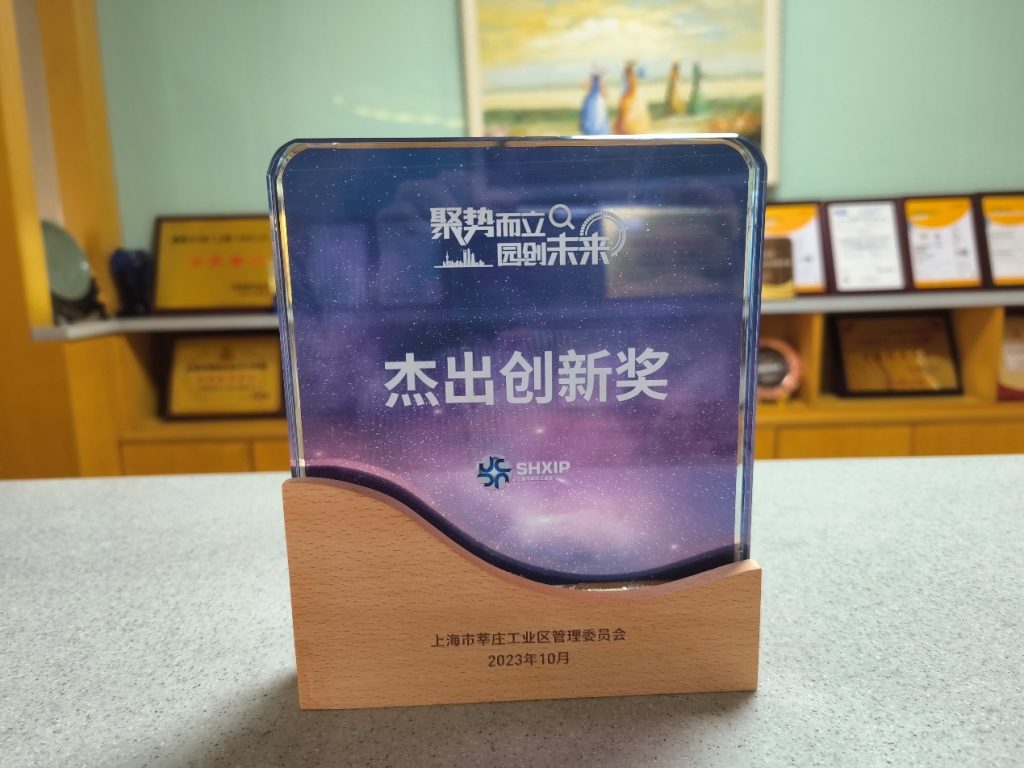 聚势而立
园创未来
杰出创新奖
SHXIP
上海市莘庄工业区管理委员会
2023年10月